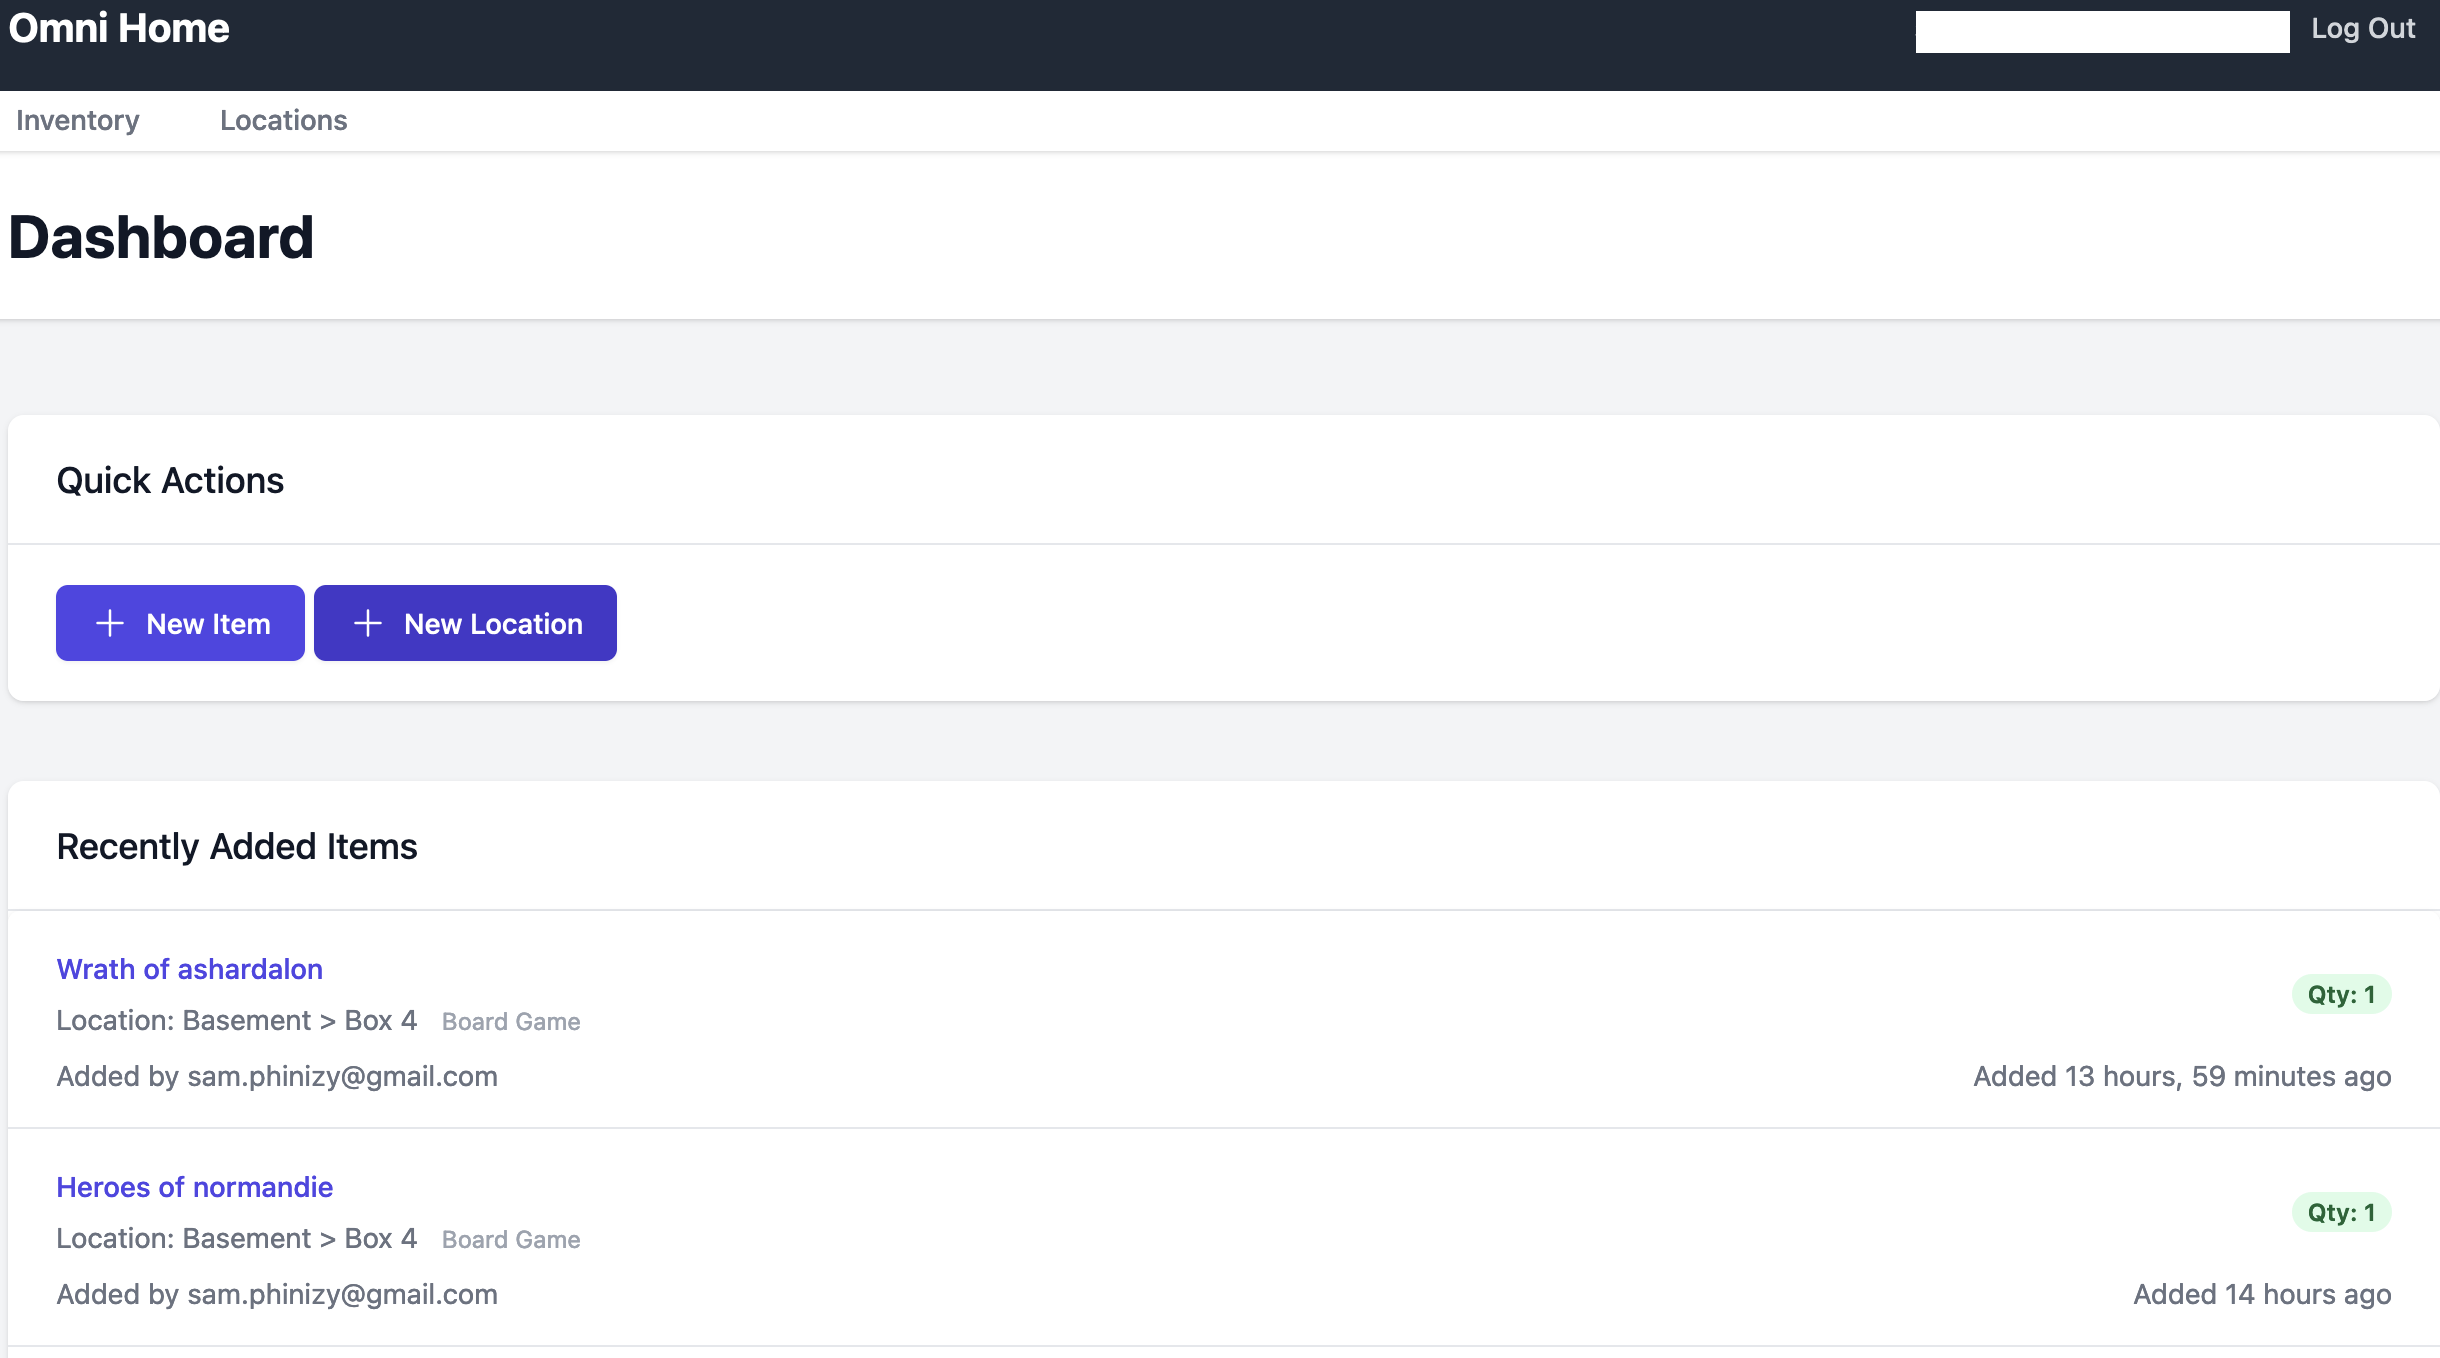 Omni Home
Log Out
Inventory Locations
Dashboard
Quick Actions
New Item
New Location
Recently Added Items
Wrath of ashardalon
Qty: 1
Location: Basement > Box 4 Board Game
Added by sam.phinizy@gmail.com
Added 13 hours, 59 minutes ago
Heroes of normandie
Qty: 1
Location: Basement > Box 4 Board Game
Added by sam.phinizy@gmail.com
Added 14 hours ago